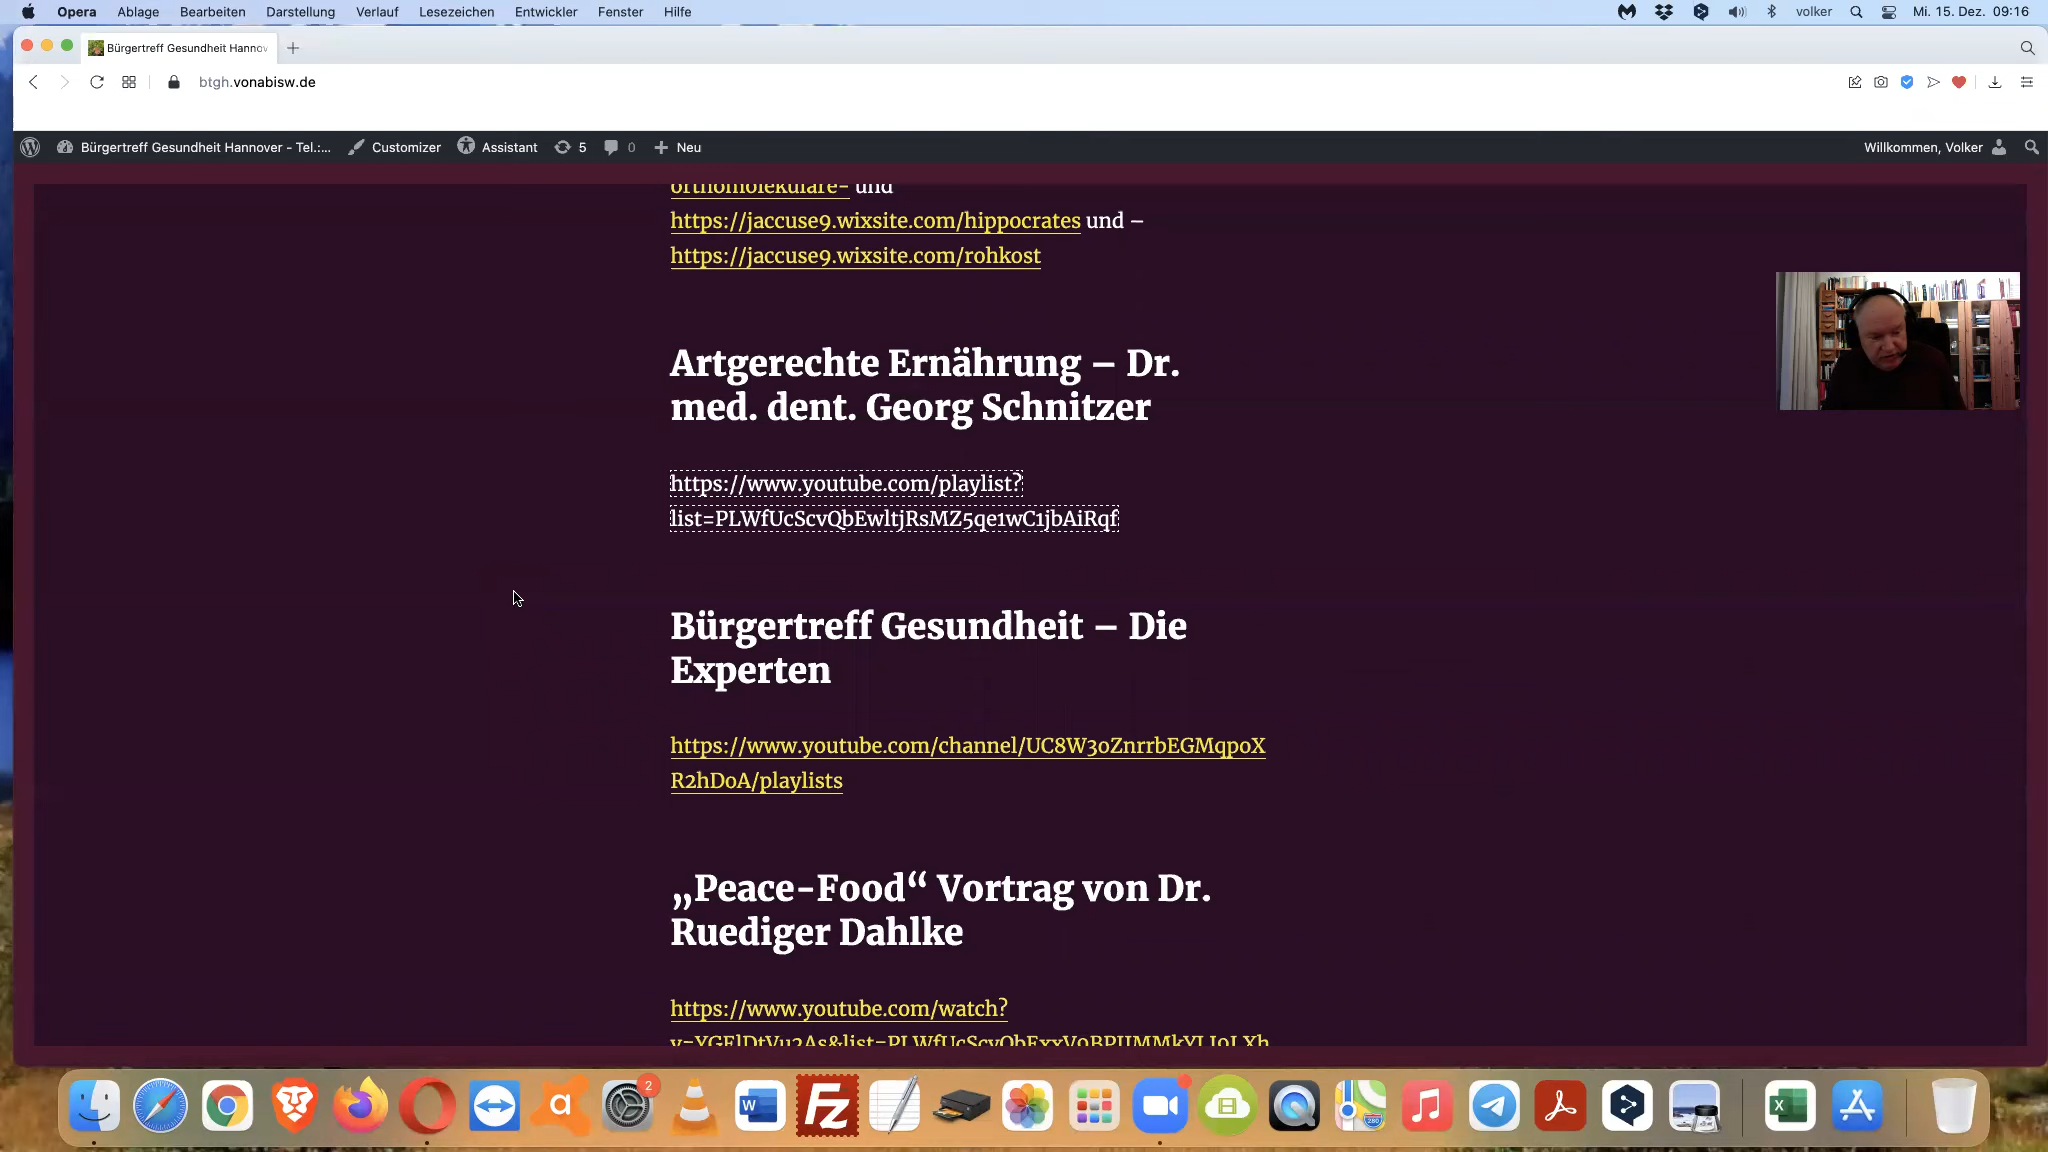 Opera Ablage Bearbeiten Darstellung Verlauf Lesezeichen Entwickler Fenster Hilfe volker Mi. 15. Dez. 09:16
Bürgertreff Gesundheit Hannov
btgh.vonabisw.de
Bürgertreff Gesundheit Hannover - Tel.:... Customizer Assistant 5 0 Neu Willkommen, Volker
orthomolekulare- und
https://jaccuse9.wixsite.com/hippocrates und –
https://jaccuse9.wixsite.com/rohkost
Artgerechte Ernährung – Dr.
med. dent. Georg Schnitzer
https://www.youtube.com/playlist?
list=PLWfUcScvQbEwltjRsMZ5qe1wC1jbAiRqf
Bürgertreff Gesundheit – Die
Experten
https://www.youtube.com/channel/UC8W3oZnrrbEGMqpoX
R2hDoA/playlists
„Peace-Food“ Vortrag von Dr.
Ruediger Dahlke
https://www.youtube.com/watch?
2
W
Fz
280
X